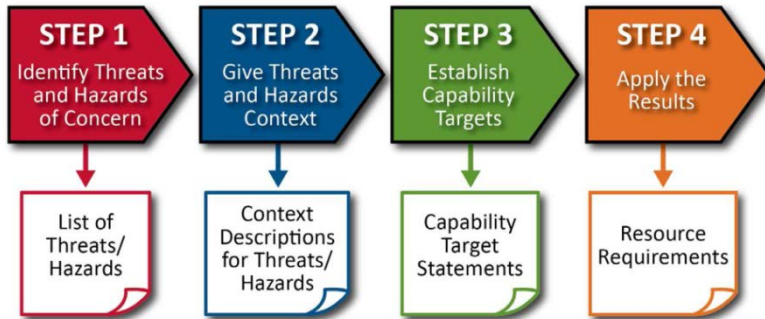 STEP 1
Identify Threats
and Hazards
of Concern
STEP 2
Give Threats
and Hazards
Context
STEP 3
Establish
Capability
Targets
STEP 4
Apply the
Results
List of
Threats/
Hazards
Context
Descriptions
for Threats/
Hazards
Capability
Target
Statements
Resource
Requirements